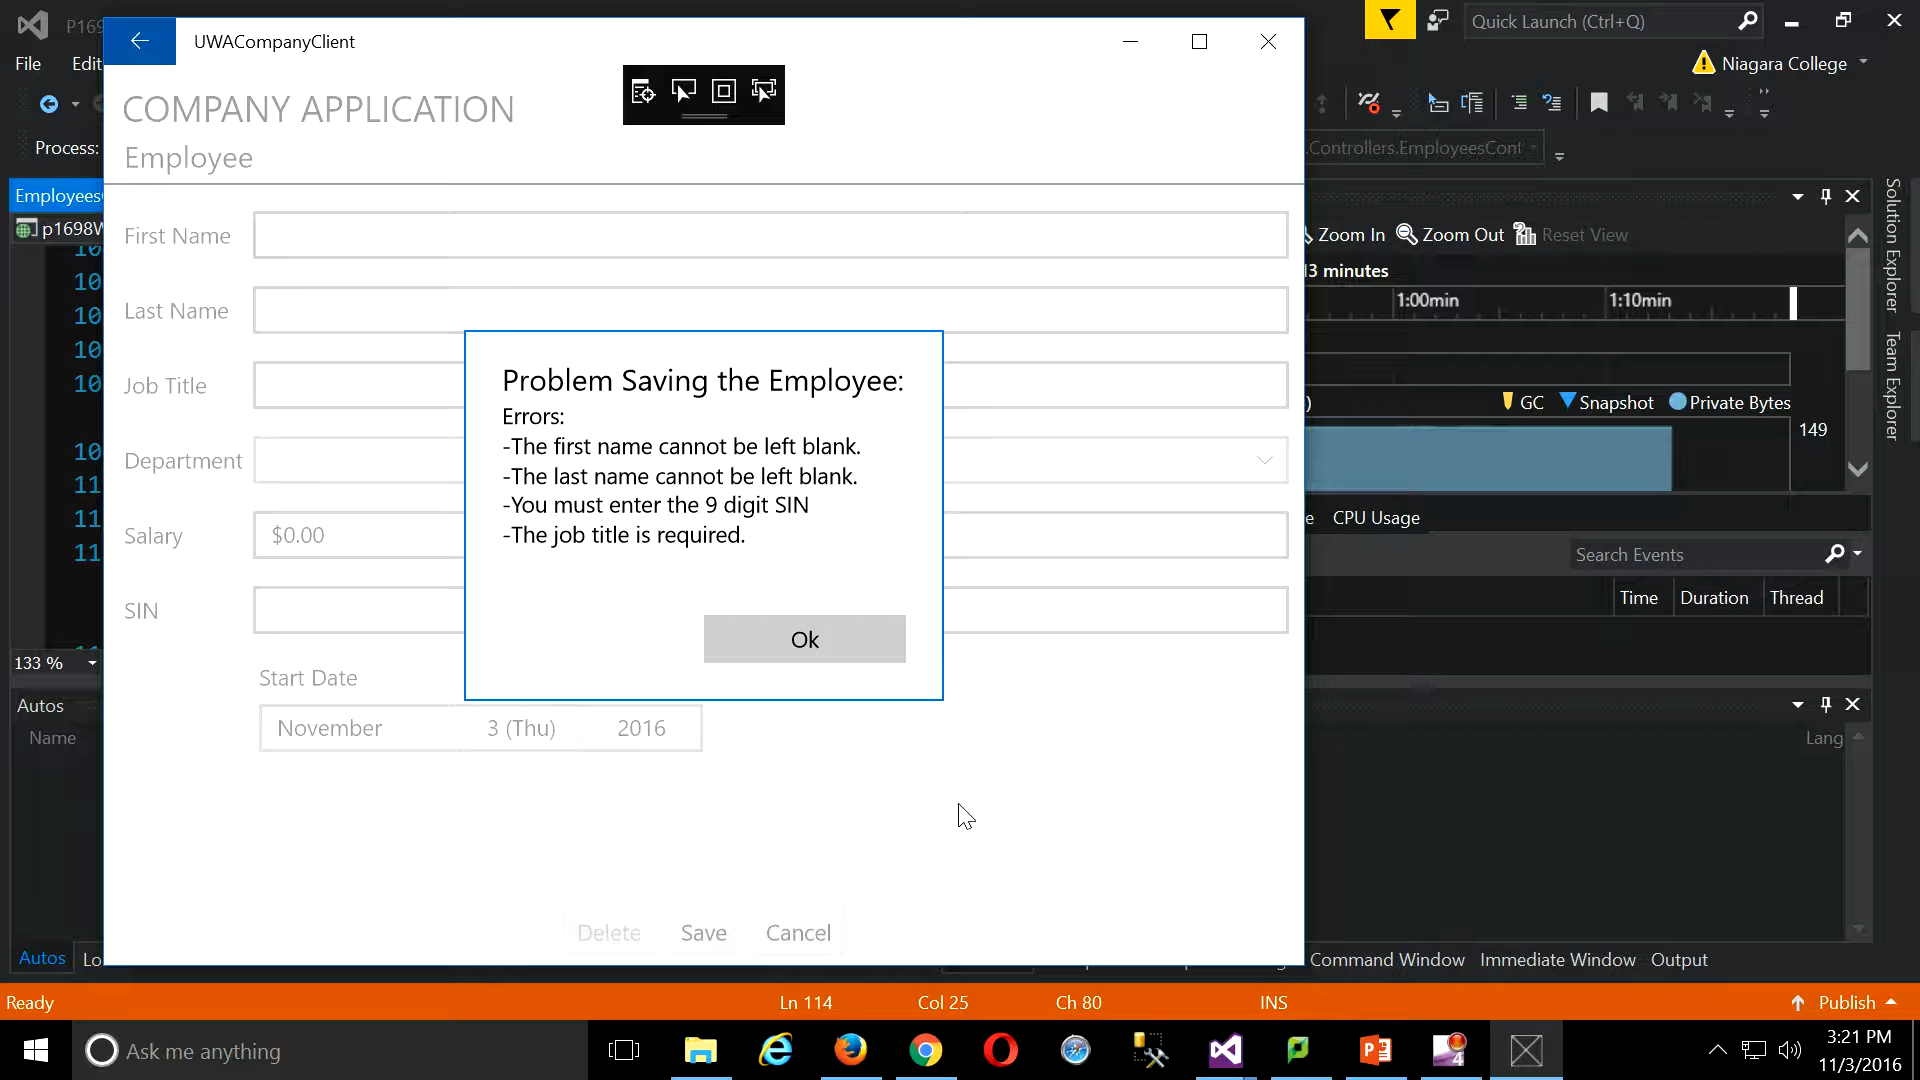 P169
Quick Launch (Ctrl+Q)
File
Edit
Niagara College
Process:
.Controllers.EmployeesCont
Employees
p1698W
UWACompanyClient
COMPANY APPLICATION
Employee
First Name
Last Name
Job Title
Department
Salary
$0.00
SIN
Start Date
November 3 (Thu) 2016
Delete Save Cancel
Problem Saving the Employee:
Errors:
-The first name cannot be left blank.
-The last name cannot be left blank.
-You must enter the 9 digit SIN
-The job title is required.
Ok
Zoom In Zoom Out Reset View
13 minutes
1:00min 1:10min
GC Snapshot Private Bytes
149
CPU Usage
Search Events
Time Duration Thread
Solution Explorer
Team Explorer
133 %
Autos
Name
Lang
Autos Lo
Command Window Immediate Window Output
Ready Ln 114 Col 25 Ch 80 INS Publish
Ask me anything
3:21 PM
11/3/2016